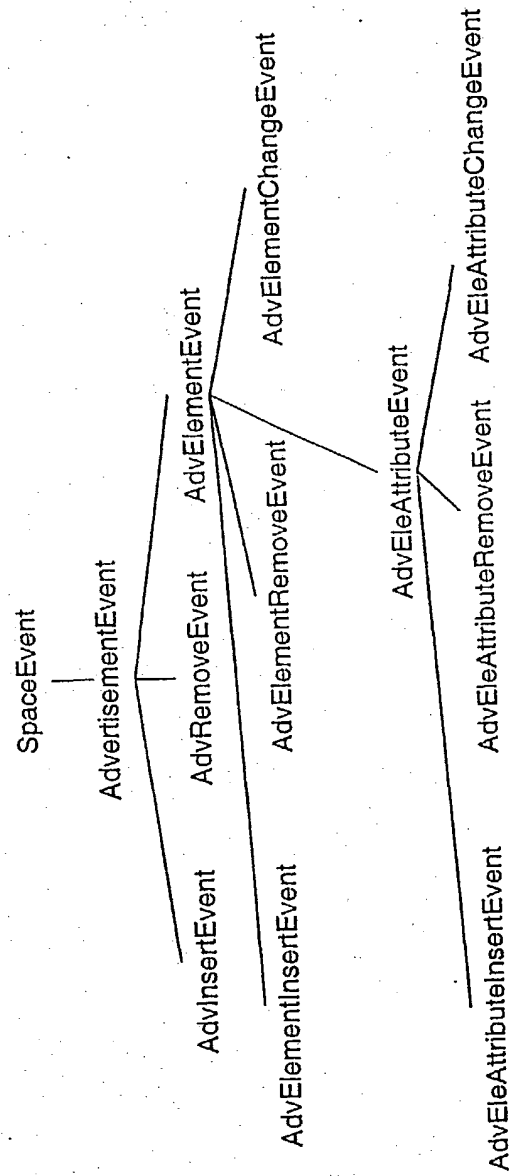 SpaceEvent
AdvertisementEvent
AdvInsertEvent AdvRemoveEvent AdvElementEvent
AdvElementInsertEvent AdvElementRemoveEvent AdvElementChangeEvent
AdvEleAttributeEvent
AdvEleAttributeInsertEvent AdvEleAttributeRemoveEvent AdvEleAttributeChangeEvent